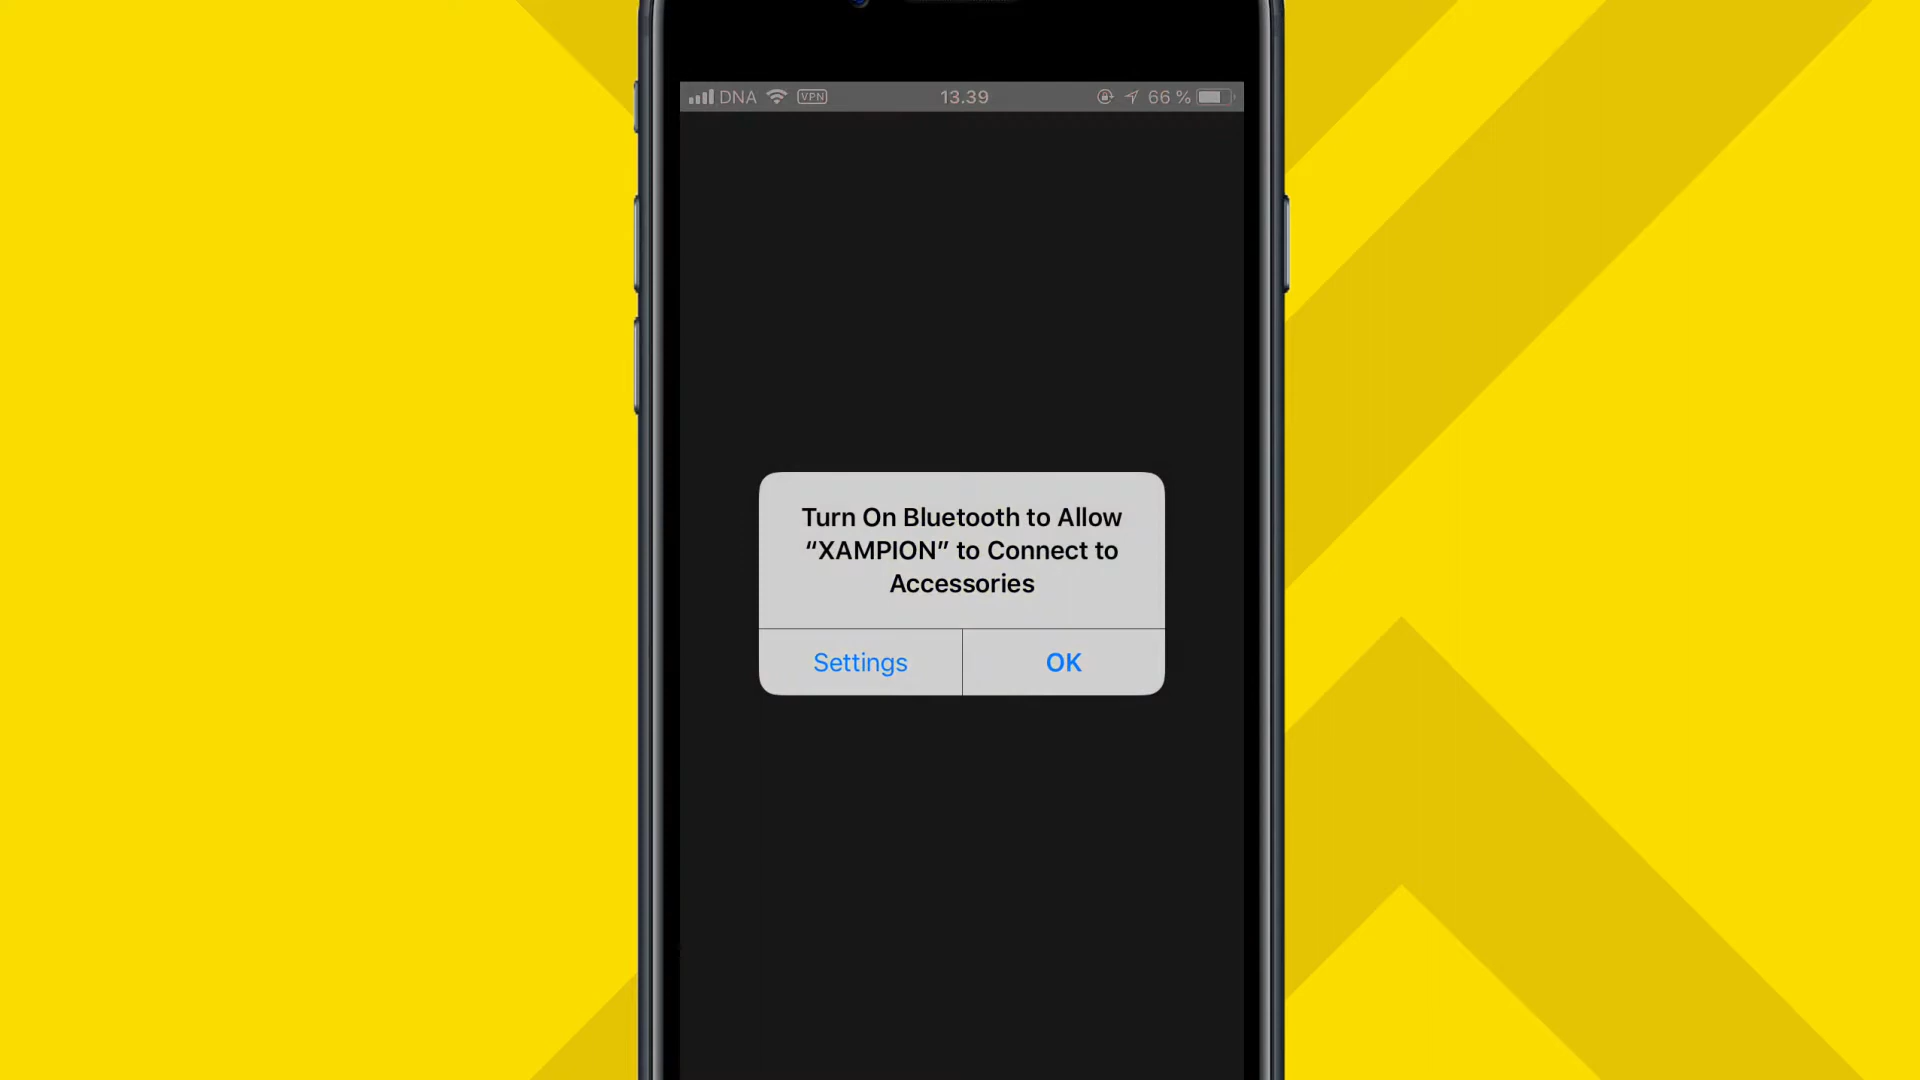 DNA VPN 13.39 66 %
Turn On Bluetooth to Allow
“XAMPION” to Connect to
Accessories
Settings OK